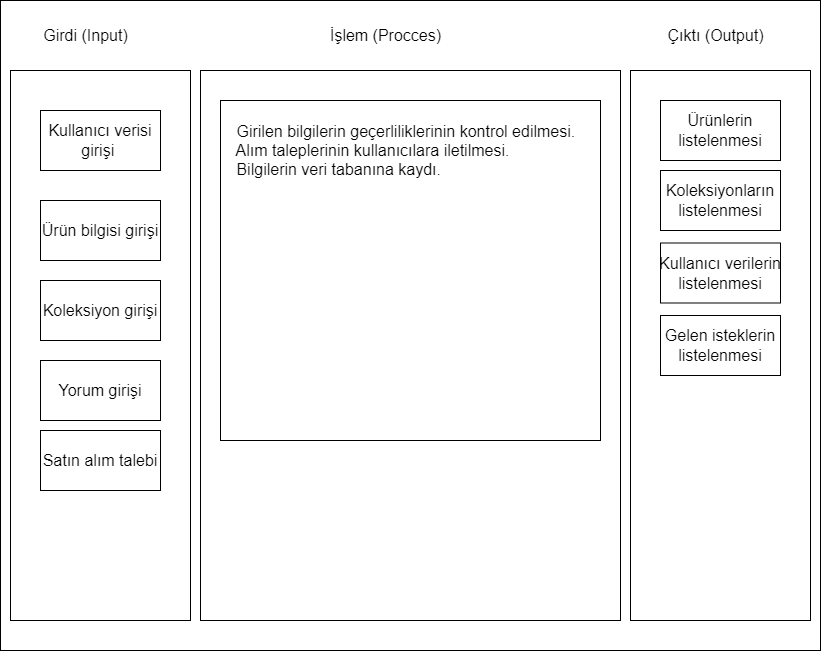 Girdi (Input)
İşlem (Procces)
Çıktı (Output)
Kullanıcı verisi
girişi
Ürün bilgisi girişi
Koleksiyon girişi
Yorum girişi
Satın alım talebi
Girilen bilgilerin geçerliliklerinin kontrol edilmesi.
Alım taleplerinin kullanıcılara iletilmesi.
Bilgilerin veri tabanına kaydı.
Ürünlerin
listelenmesi
Koleksiyonların
listelenmesi
Kullanıcı verilerin
listelenmesi
Gelen isteklerin
listelenmesi